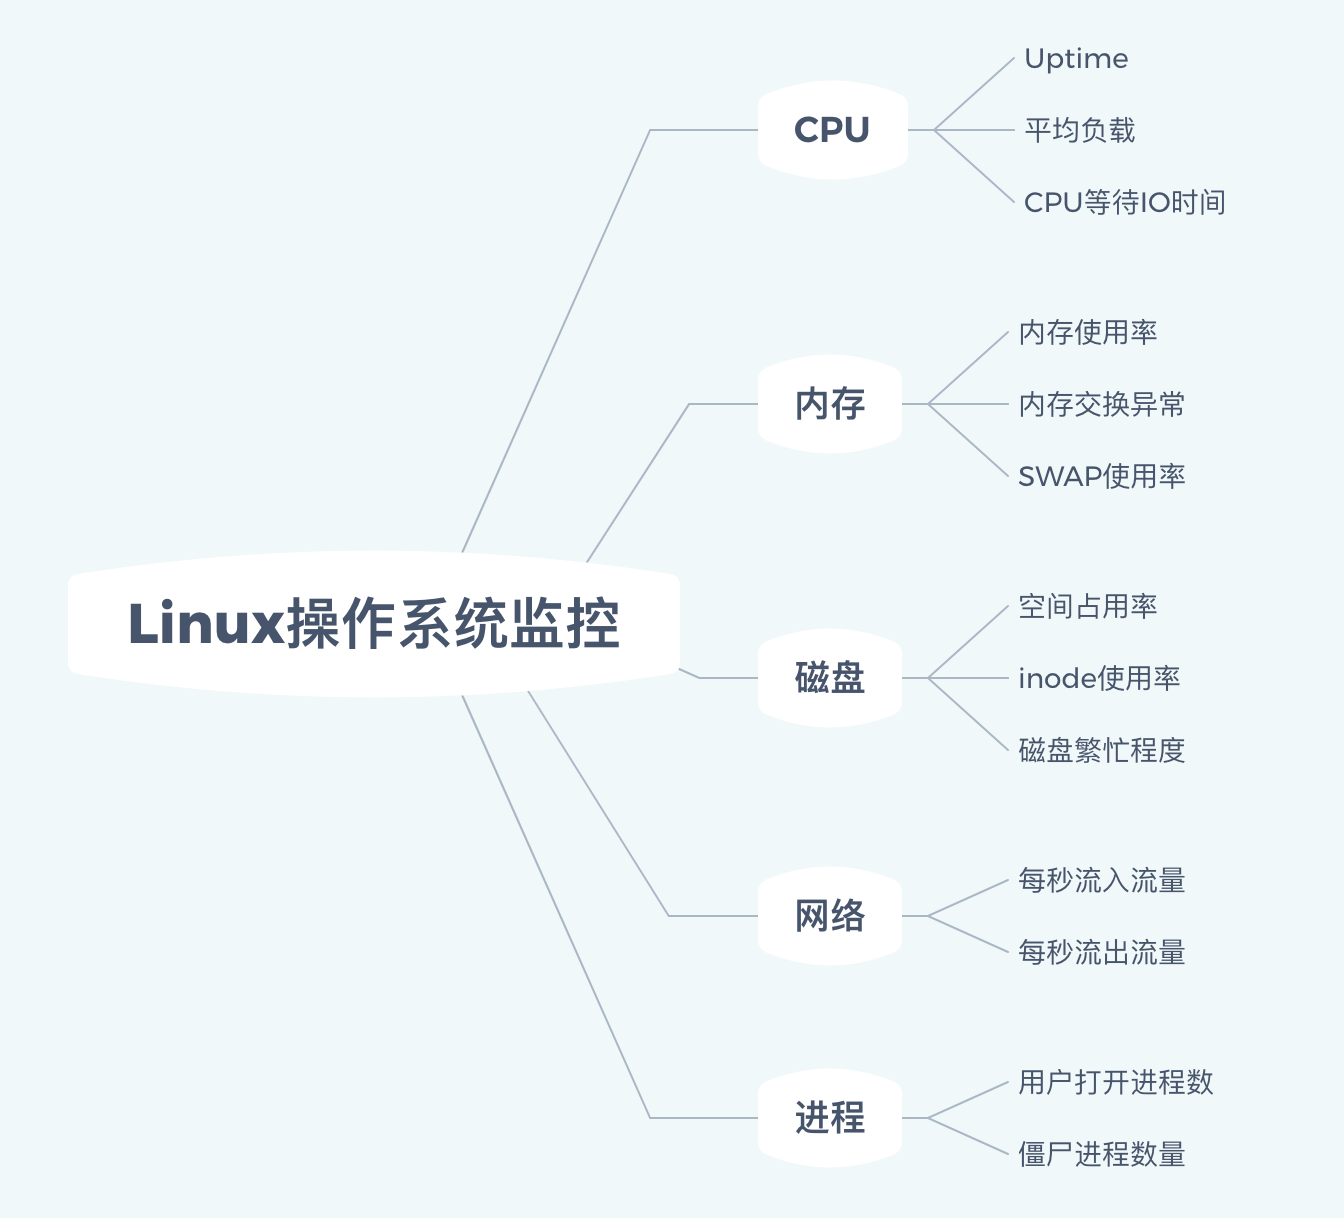 Linux操作系统监控
CPU
Uptime
平均负载
CPU等待IO时间
内存
内存使用率
内存交换异常
SWAP使用率
磁盘
空间占用率
inode使用率
磁盘繁忙程度
网络
每秒流入流量
每秒流出流量
进程
用户打开进程数
僵尸进程数量